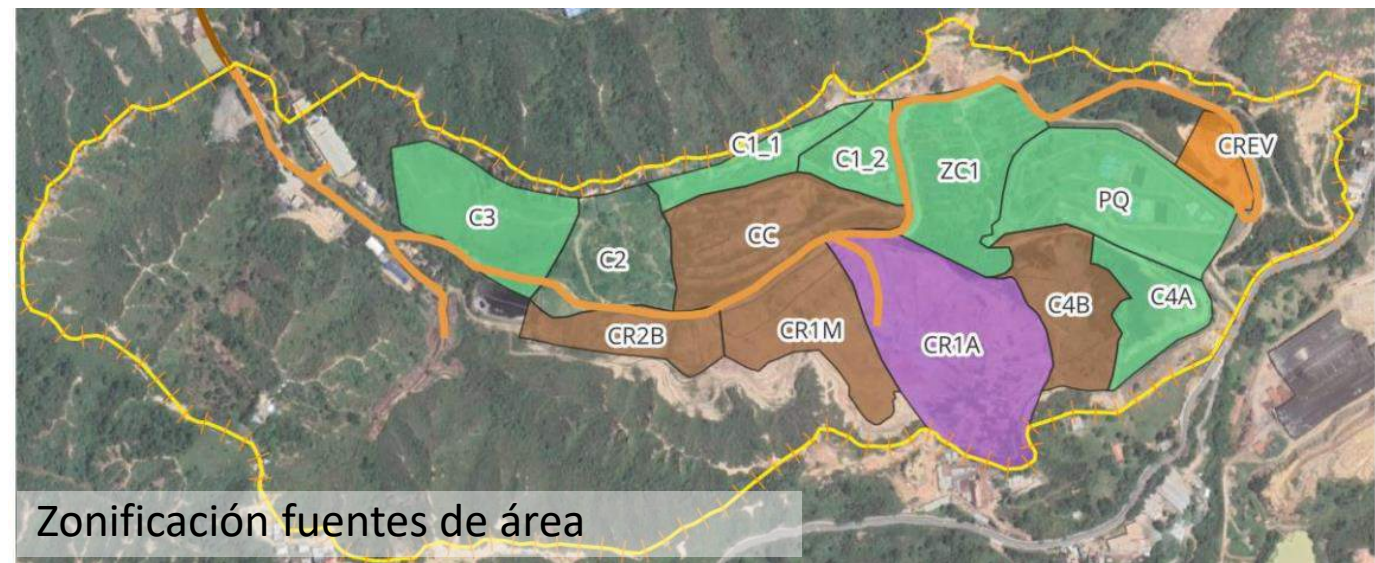 C1_1
C1_2
CREV
ZC1
PQ
C3
CC
C2
C4A
C4B
CR2B
CR1M
CR1A
Zonificación fuentes de área